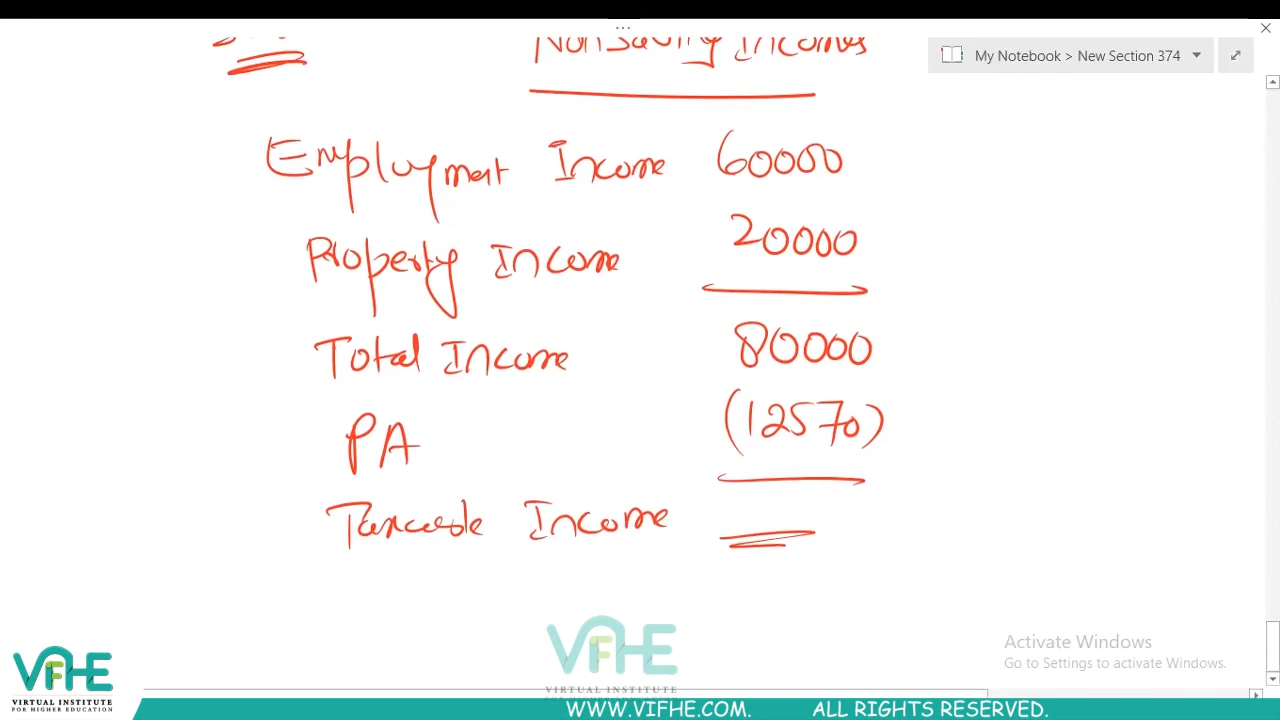 My Notebook > New Section 374
Non Saving Incomes
Employment Income 60000
Property Income 20000
Total Income 80000
PA (12570)
Taxable Income
Activate Windows
Go to Settings to activate Windows.
VIFHE
VIRTUAL INSTITUTE
FOR HIGHER EDUCATION
VIFHE
VIRTUAL INSTITUTE
WWW.VIFHE.COM. ALL RIGHTS RESERVED.